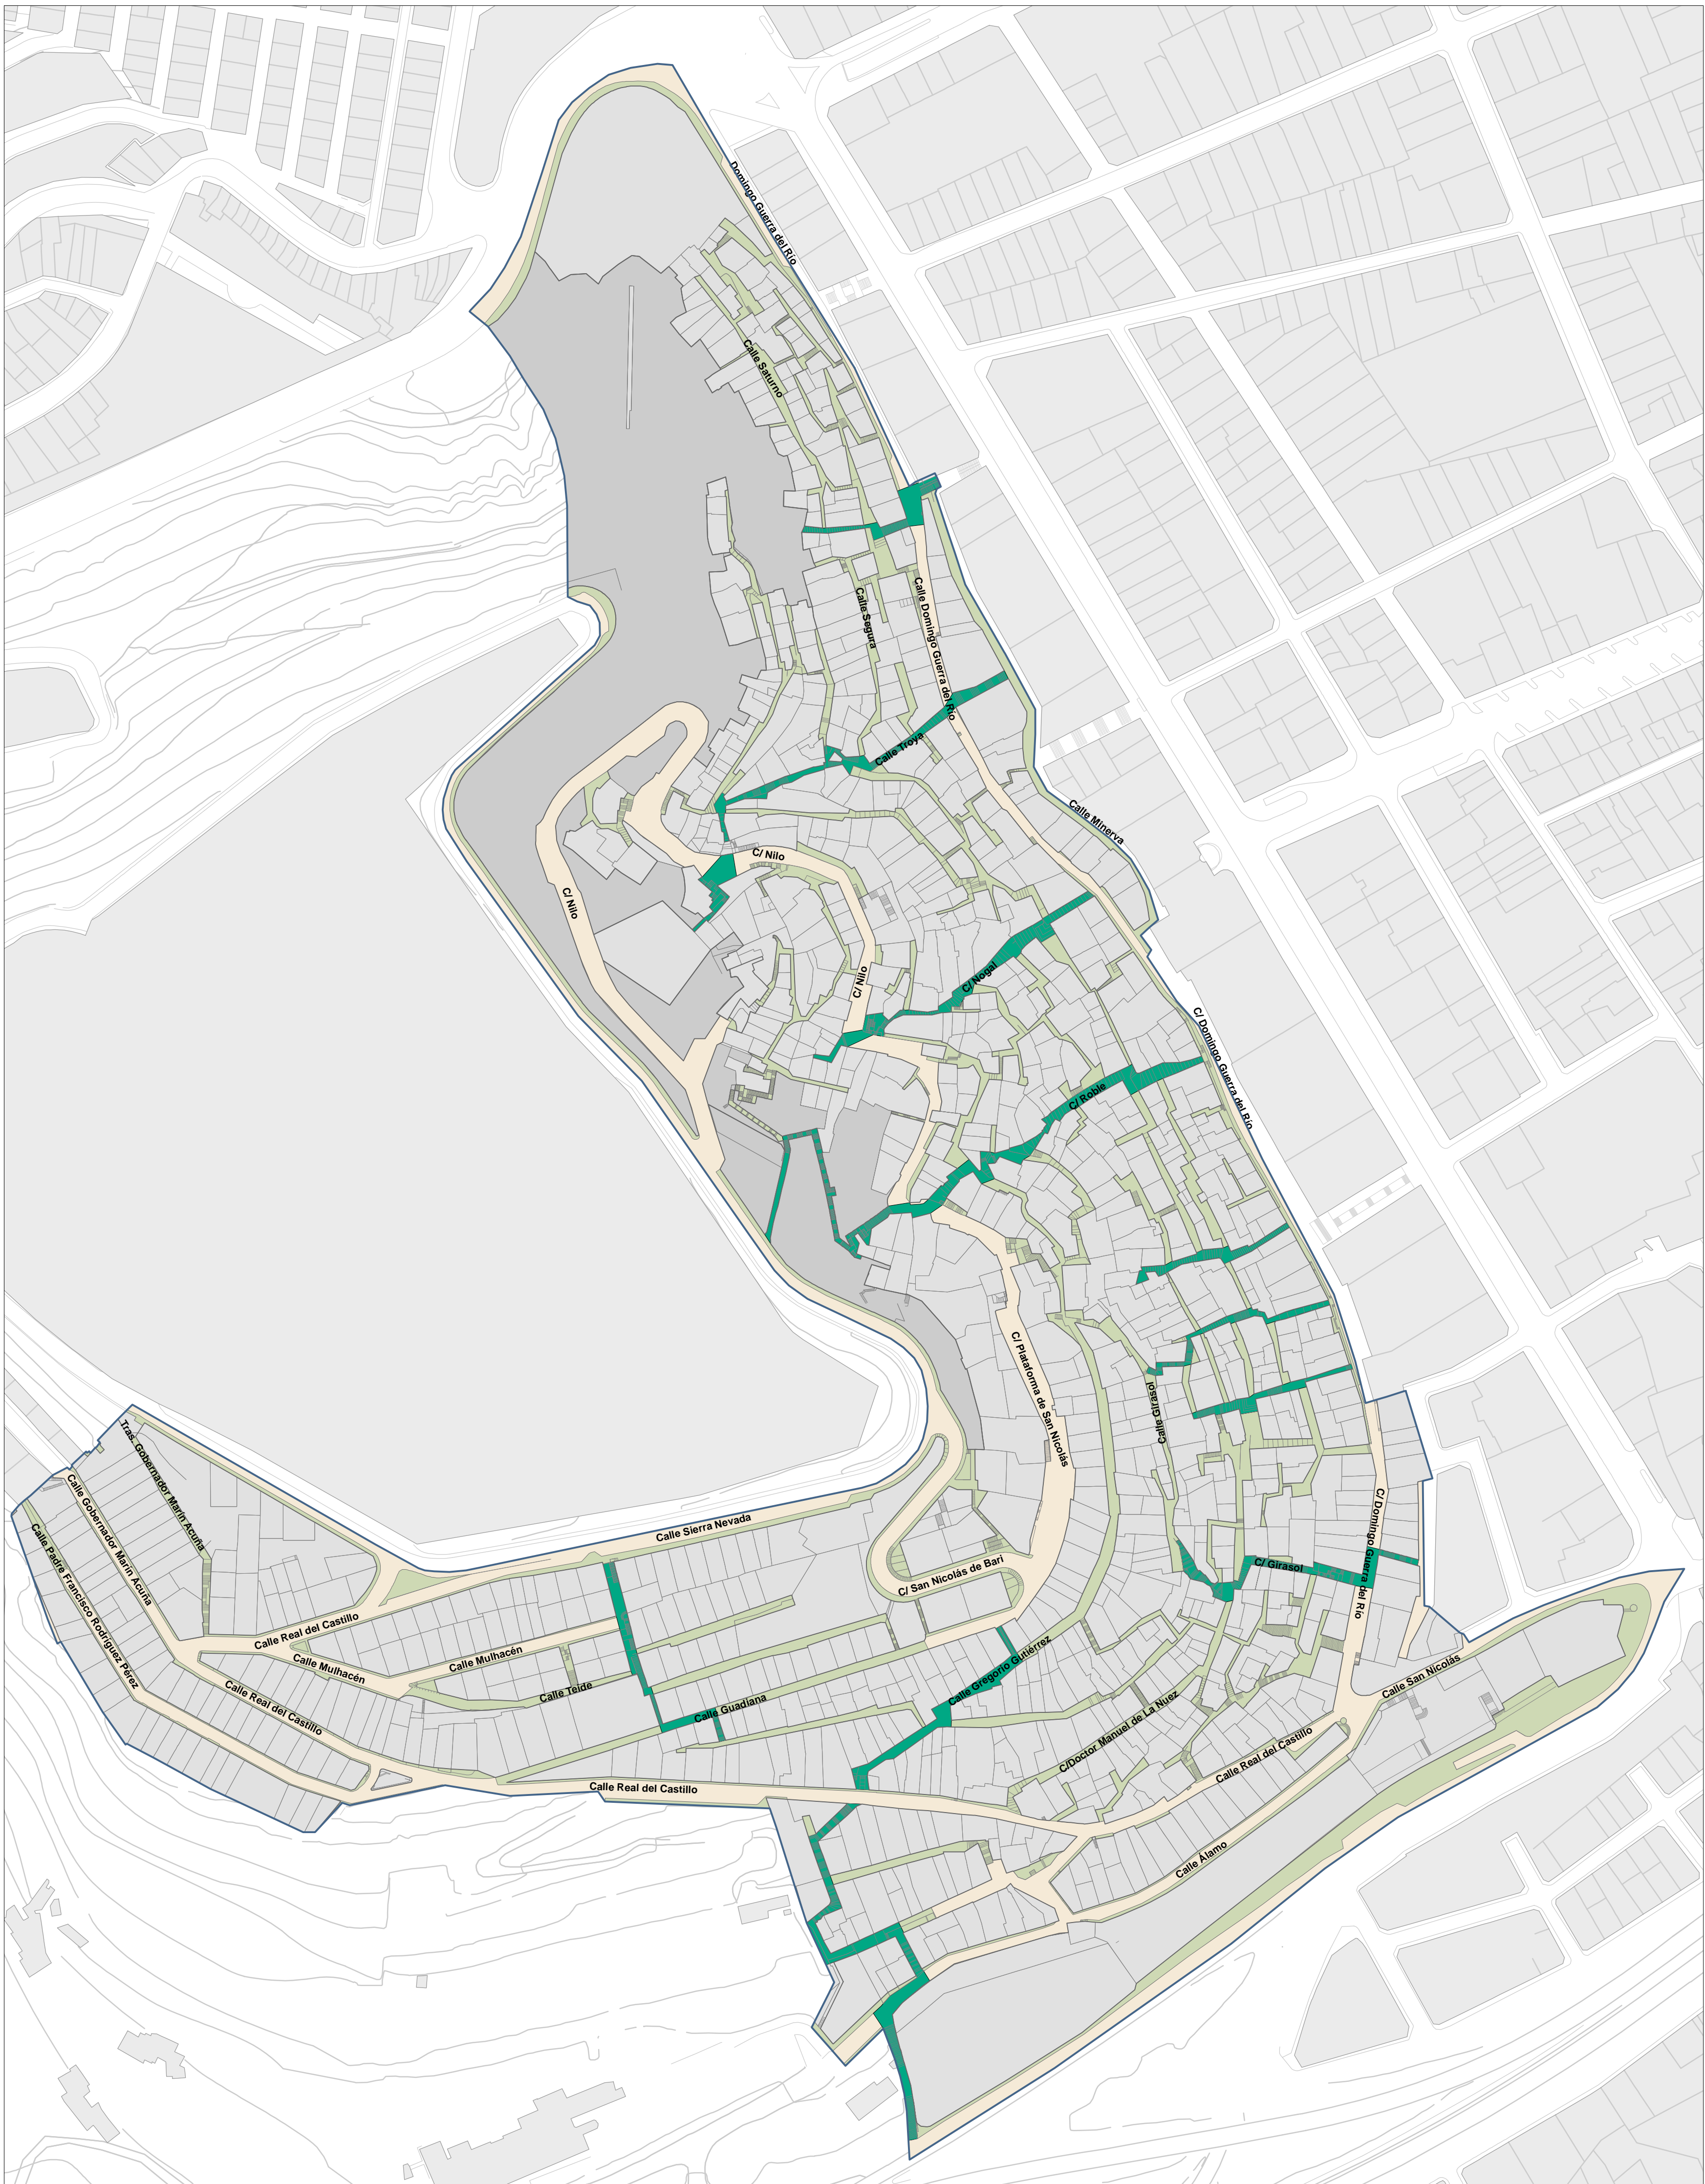 Domingo Guerra del Río
Calle Saturno
Calle Segura
Calle Domingo Guerra del Río
Calle Troya
Calle Minerva
C/ Nilo
C/ Nilo
C/ Nilo
C/ Nogal
C/ Domingo Guerra del Río
C/ Roble
C/ Plataforma de San Nicolás
Calle Girasol
Tras. Gobernador Marín Acuña
Calle Gobernador Marín Acuña
Calle Padre Francisco Rodríguez Pérez
Calle Sierra Nevada
C/ San Nicolás de Bari
C/ Girasol
C/ Domingo Guerra del Río
Calle Real del Castillo
Calle Mulhacén
Calle Mulhacén
Calle Teide
Calle Real del Castillo
Calle Guadiana
Calle Gregorio Gutiérrez
C/Doctor Manuel de La Nuez
Calle San Nicolás
Calle Real del Castillo
Calle Real del Castillo
Calle Álamo